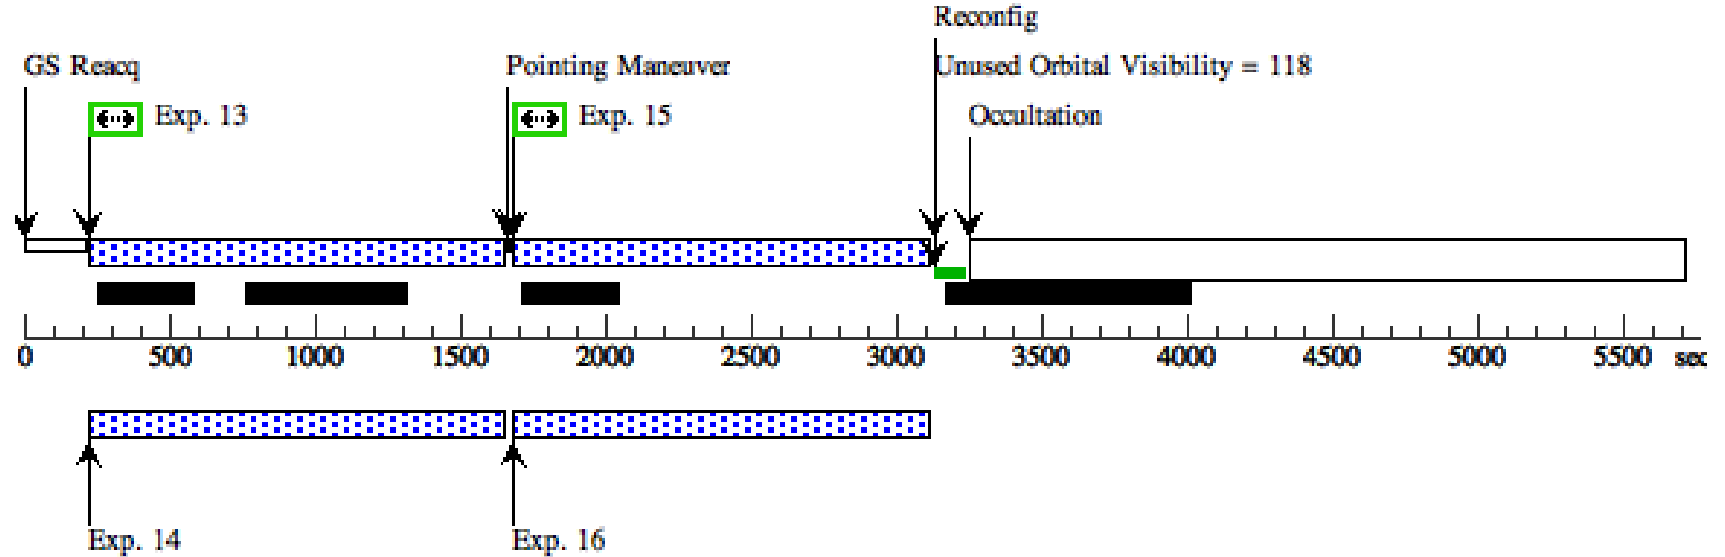 Reconfig
GS Reacq Pointing Maneuver Unused Orbital Visibility = 118
Exp. 13 Exp. 15 Occultation
0 500 1000 1500 2000 2500 3000 3500 4000 4500 5000 5500 sec
Exp. 14 Exp. 16